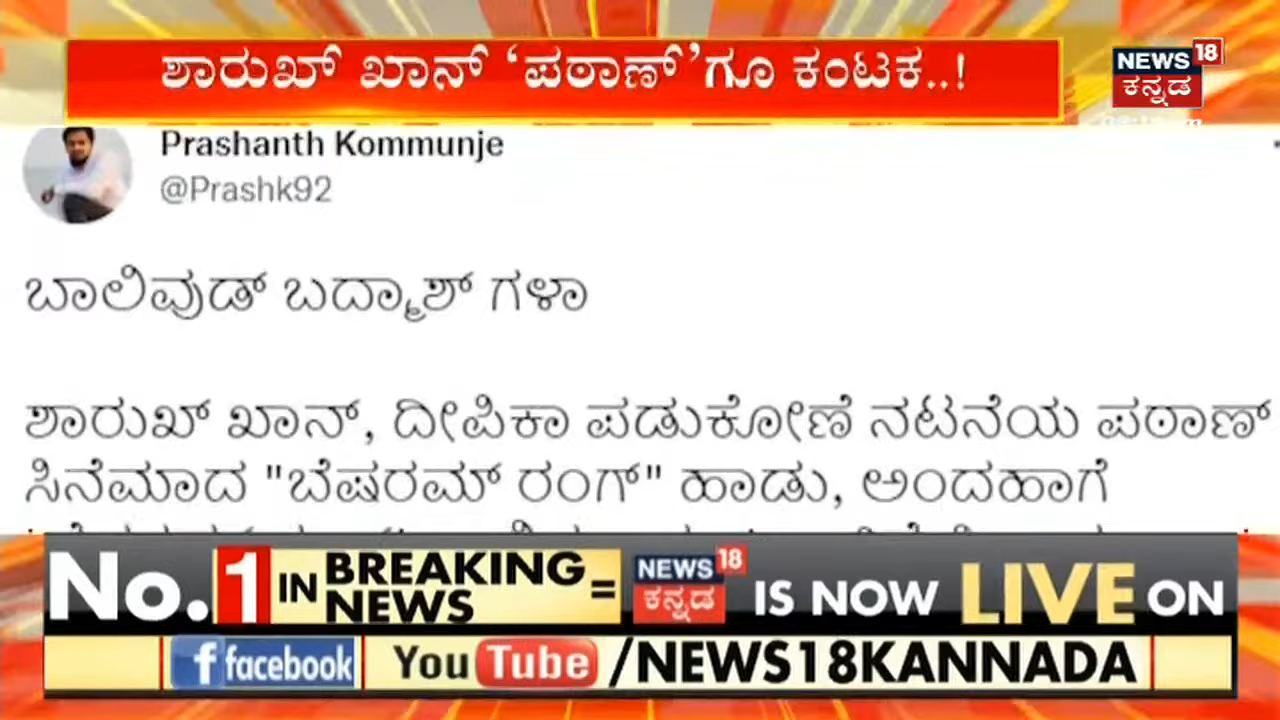 ಶಾರುಖ್ ಖಾನ್ ‘ಪಠಾಣ್’ಗೂ ಕಂಟಕ..!
NEWS 18
ಕನ್ನಡ
Prashanth Kommunje
@Prashk92
ಬಾಲಿವುಡ್ ಬದ್ಮಾಶ್ ಗಳಾ
ಶಾರುಖ್ ಖಾನ್, ದೀಪಿಕಾ ಪಡುಕೋಣೆ ನಟನೆಯ ಪಠಾಣ್
ಸಿನೆಮಾದ "ಬೆಷರಮ್ ರಂಗ್" ಹಾಡು, ಅಂದಹಾಗೆ
No.1 IN BREAKING NEWS = NEWS 18 ಕನ್ನಡ IS NOW LIVE ON
facebook YouTube /NEWS18KANNADA